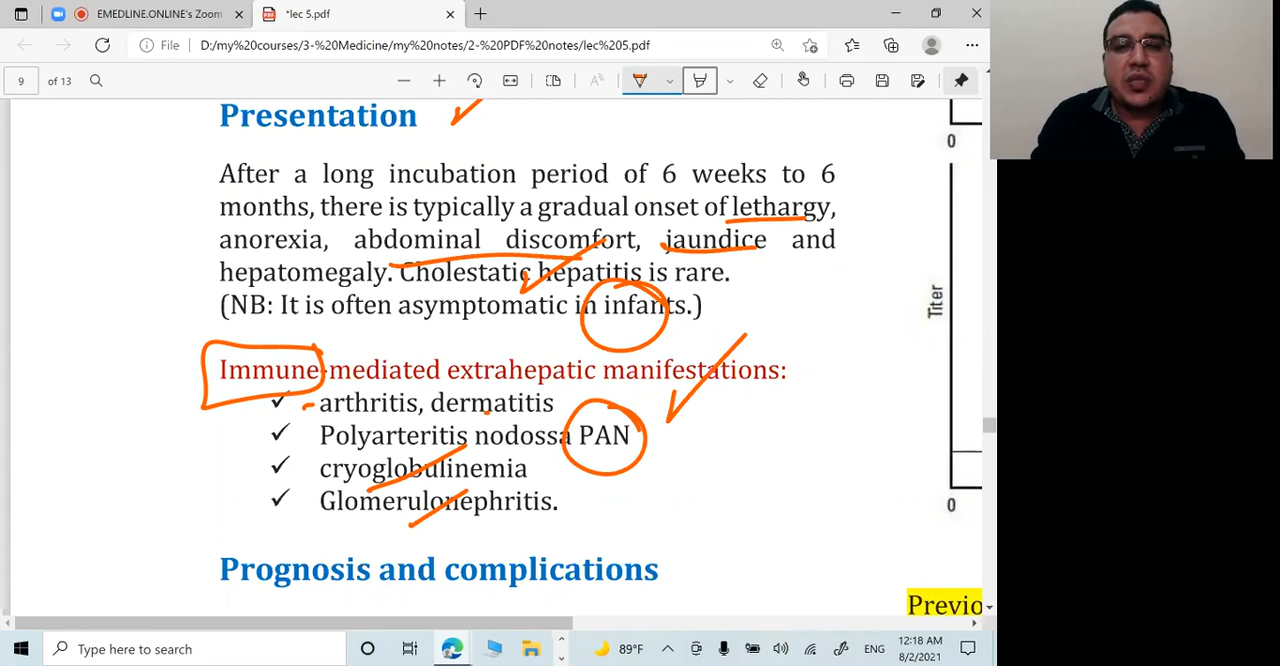 EMEDLINE.ONLINE's Zoom
*lec 5.pdf
File
D:/my%20courses/3-%20Medicine/my%20notes/2-%20PDF%20notes/lec%205.pdf
9 of 13
Presentation
After a long incubation period of 6 weeks to 6
months, there is typically a gradual onset of lethargy,
anorexia, abdominal discomfort, jaundice and
hepatomegaly. Cholestatic hepatitis is rare.
(NB: It is often asymptomatic in infants.)
Immune-mediated extrahepatic manifestations:
✓ arthritis, dermatitis
✓ Polyarteritis nodossa PAN
✓ cryoglobulinemia
✓ Glomerulonephritis.
Prognosis and complications
0
Titer
0
Previo
Type here to search
89°F
ENG
12:18 AM
8/2/2021